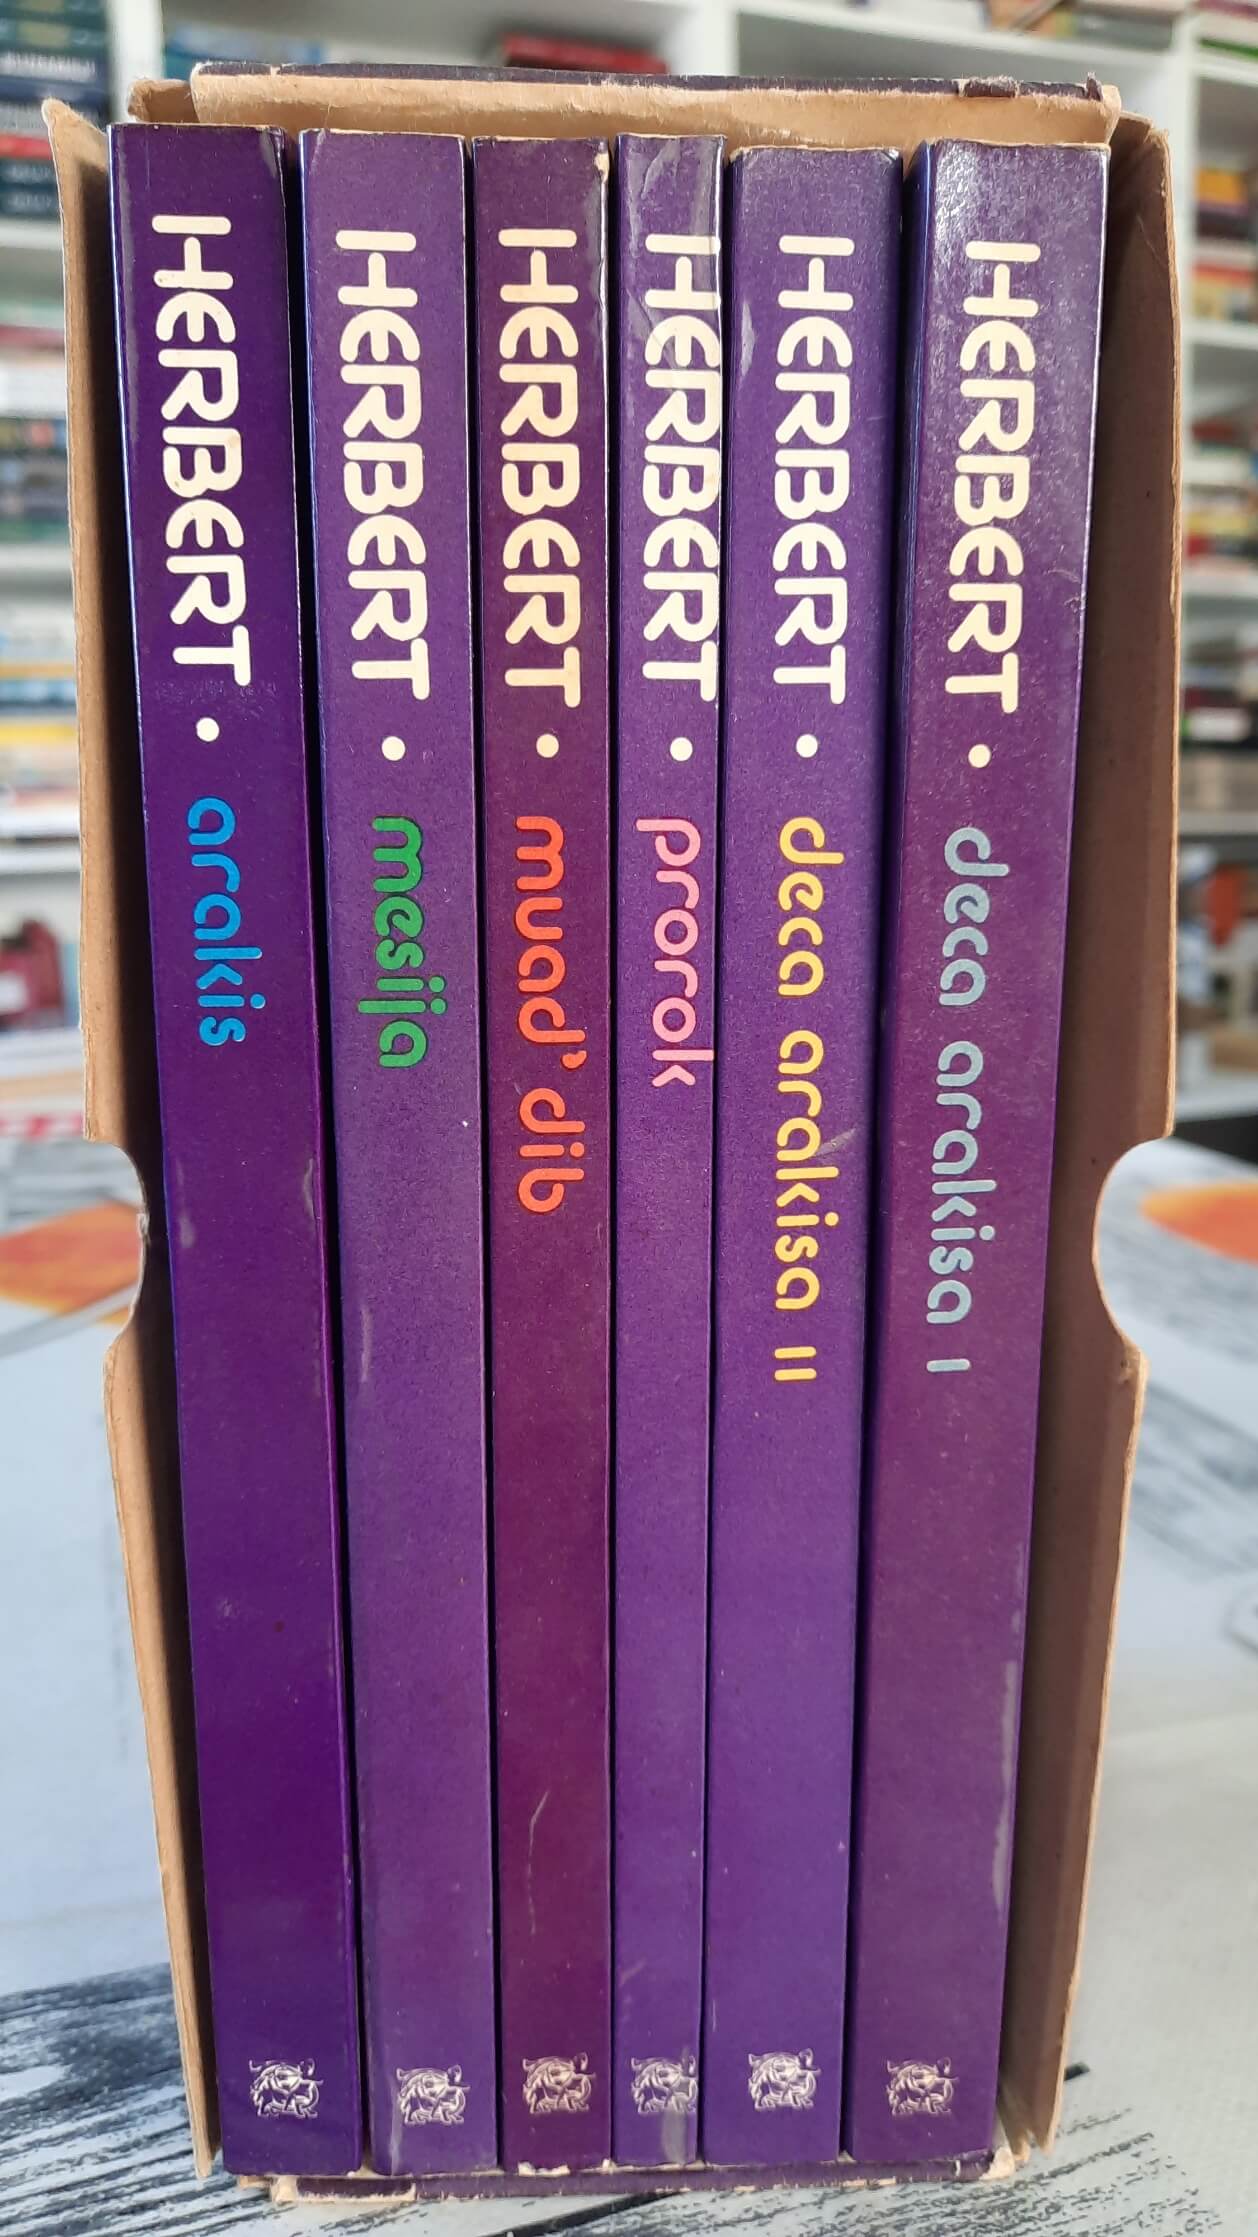 HERBERT • arakis
HERBERT • mesija
HERBERT • muad' dib
HERBERT • prorok
HERBERT • deca arakisa II
HERBERT • deca arakisa I